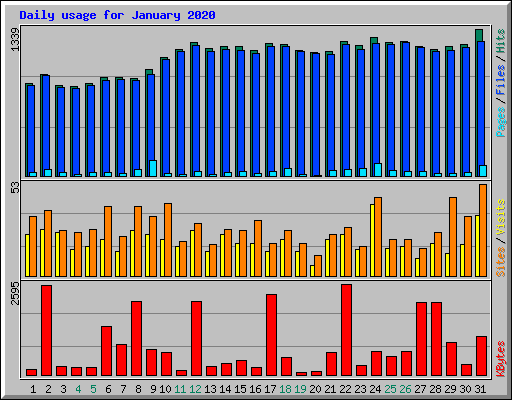 Daily usage for January 2020
1339
Pages / Files / Hits
53
Sites / Visits
2595
KBytes
1 2 3 4 5 6 7 8 9 10 11 12 13 14 15 16 17 18 19 20 21 22 23 24 25 26 27 28 29 30 31